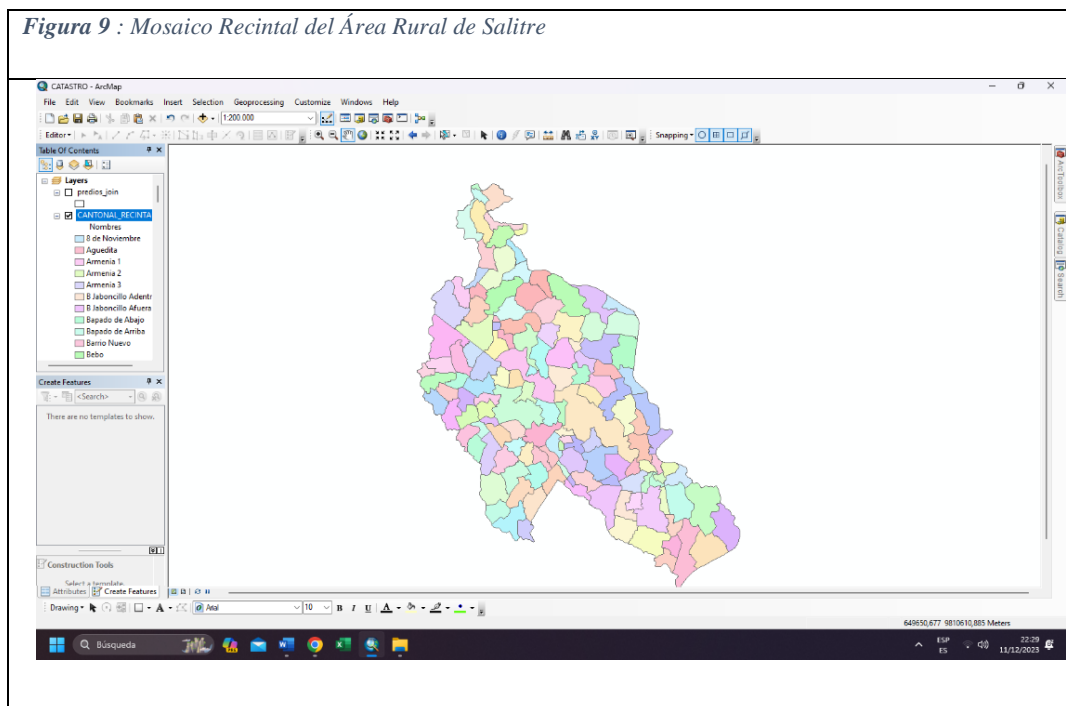 Figura 9 : Mosaico Recintal del Área Rural de Salitre
CATASTRO - ArcMap
File Edit View Bookmarks Insert Selection Geoprocessing Customize Windows Help
1:200.000
Editor Snapping
Table Of Contents
Layers
predios_join
CANTONAL_RECINTA
Nombres
8 de Noviembre
Aguedita
Armenia 1
Armenia 2
Armenia 3
B Jaboncillo Adentr
B Jaboncillo Afuera
Bapado de Abajo
Bapado de Arriba
Barrio Nuevo
Bebo
Create Features
<Search>
There are no templates to show.
Construction Tools
Select a template.
Attributes Create Features
ArcToolbox
Catalog
Search
Drawing A Arial 10 B I U A
649650,677 9810610,885 Meters
Búsqueda
ESP
ES
22:29
11/12/2023